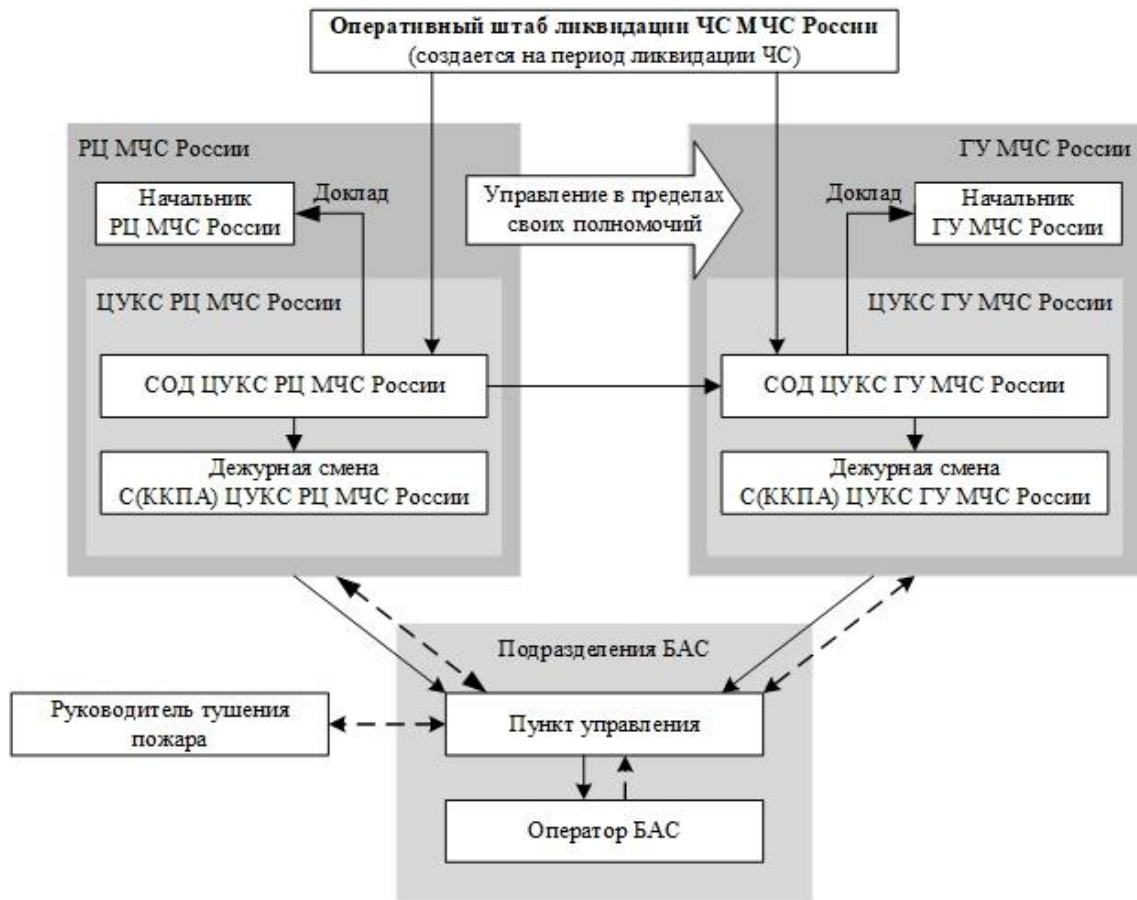 Оперативный штаб ликвидации ЧС МЧС России
(создается на период ликвидации ЧС)
РЦ МЧС России
Начальник
РЦ МЧС России
Доклад
Управление в пределах
своих полномочий
ГУ МЧС России
Доклад
Начальник
ГУ МЧС России
ЦУКС РЦ МЧС России
СОД ЦУКС РЦ МЧС России
Дежурная смена
С(ККПА) ЦУКС РЦ МЧС России
ЦУКС ГУ МЧС России
СОД ЦУКС ГУ МЧС России
Дежурная смена
С(ККПА) ЦУКС ГУ МЧС России
Подразделения БАС
Руководитель тушения
пожара
Пункт управления
Оператор БАС